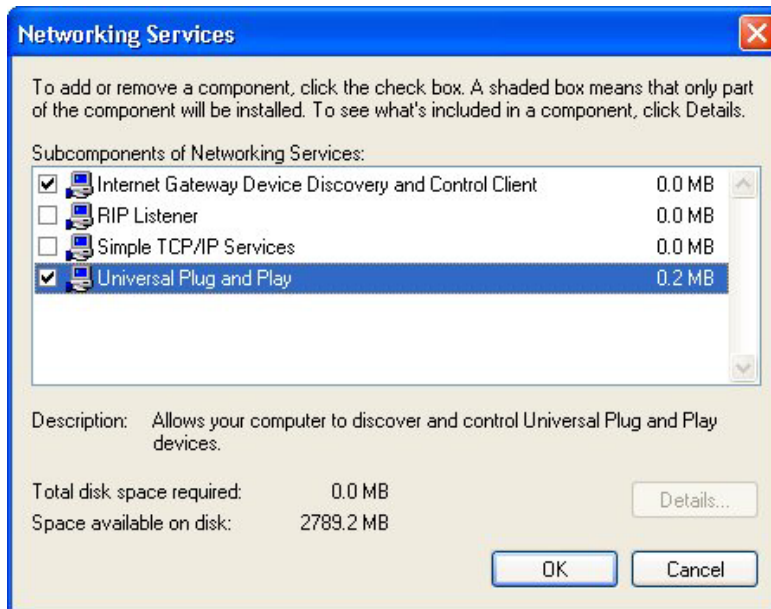 Networking Services
To add or remove a component, click the check box. A shaded box means that only part
of the component will be installed. To see what's included in a component, click Details.
Subcomponents of Networking Services:
Internet Gateway Device Discovery and Control Client 0.0 MB
RIP Listener 0.0 MB
Simple TCP/IP Services 0.0 MB
Universal Plug and Play 0.2 MB
Description: Allows your computer to discover and control Universal Plug and Play
devices.
Total disk space required: 0.0 MB
Space available on disk: 2789.2 MB
Details...
OK Cancel